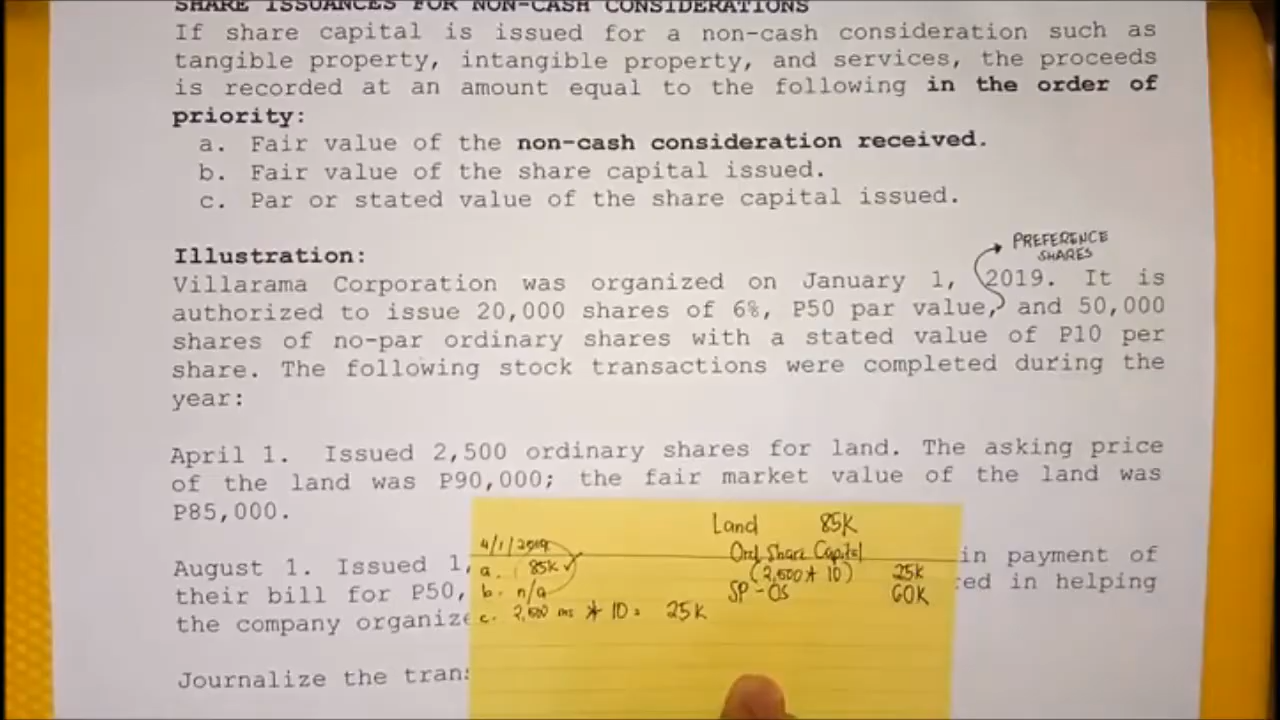 SHARE ISSUANCES FOR NON-CASH CONSIDERATIONS
If share capital is issued for a non-cash consideration such as
tangible property, intangible property, and services, the proceeds
is recorded at an amount equal to the following in the order of
priority:
a. Fair value of the non-cash consideration received.
b. Fair value of the share capital issued.
c. Par or stated value of the share capital issued.
PREFERENCE
SHARES
Illustration:
Villarama Corporation was organized on January 1, 2019. It is
authorized to issue 20,000 shares of 6%, P50 par value, and 50,000
shares of no-par ordinary shares with a stated value of P10 per
share. The following stock transactions were completed during the
year:
April 1. Issued 2,500 ordinary shares for land. The asking price
of the land was P90,000; the fair market value of the land was
P85,000.
August 1. Issued 1, in payment of
their bill for P50, ed in helping
the company organize
Journalize the tran
4/1/2019
a. 85K ✓
b. n/a
c. 2,500 * 10 = 25K
Land 85K
Ord Share Capital
(2,500 * 10) 25K
SP-OS 60K